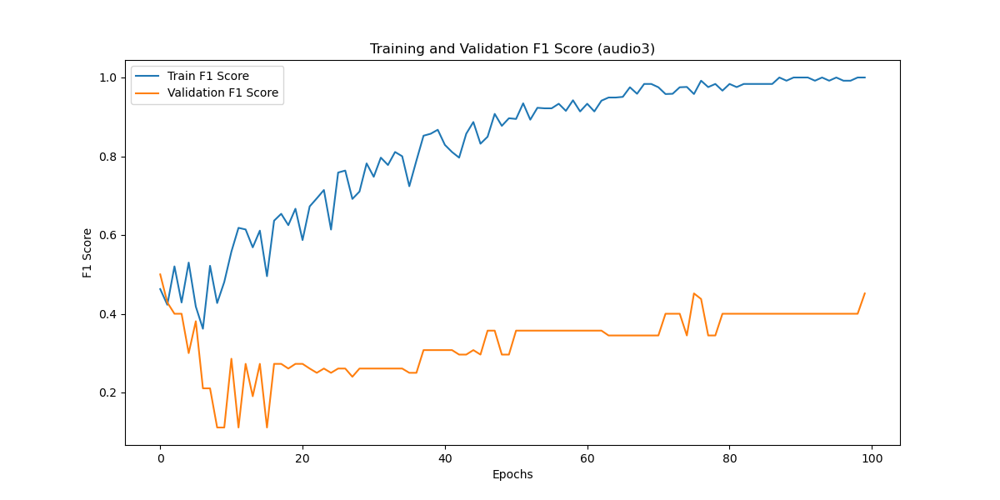 Training and Validation F1 Score (audio3)
Train F1 Score
Validation F1 Score
1.0
0.8
0.6
0.4
0.2
F1 Score
0 20 40 60 80 100
Epochs